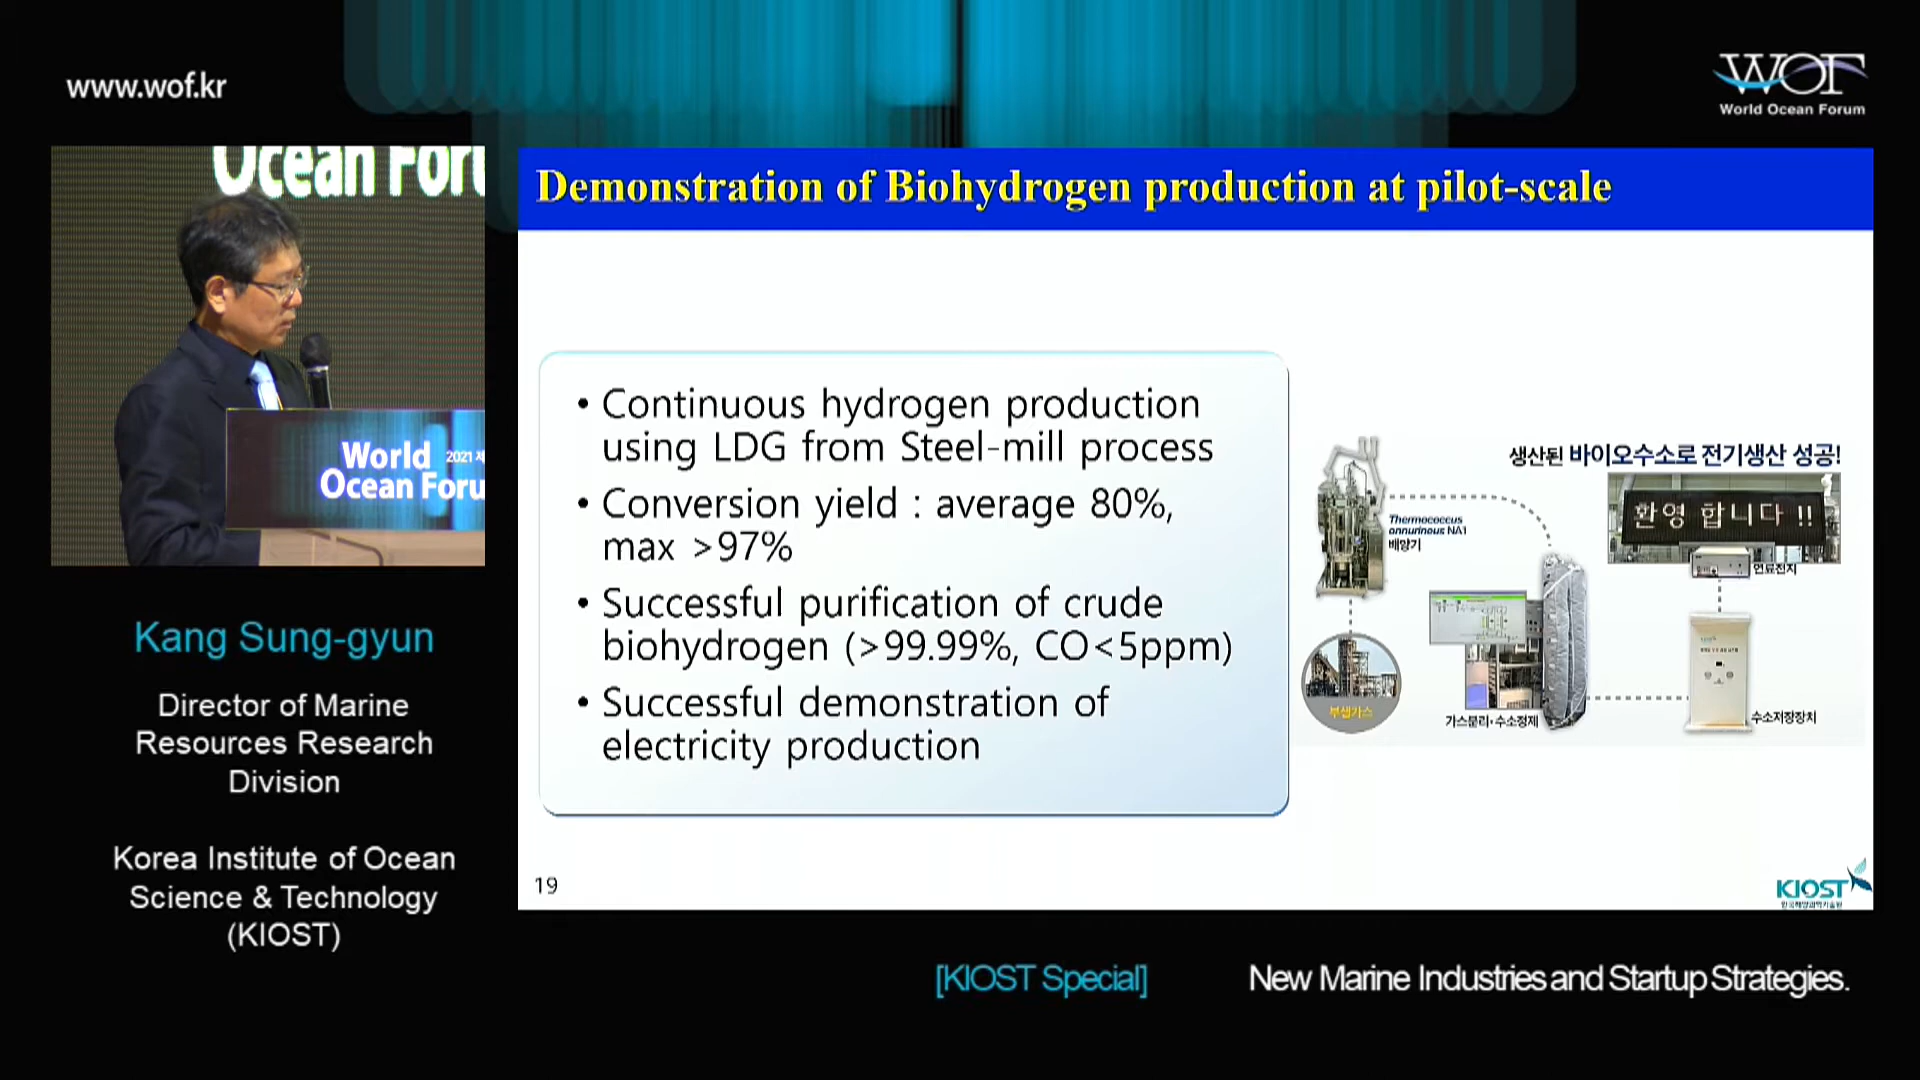 www.wof.kr
WOF
World Ocean Forum
Ocean For
World 2021 제
Ocean Foru
Kang Sung-gyun
Director of Marine
Resources Research
Division
Korea Institute of Ocean
Science & Technology
(KIOST)
Demonstration of Biohydrogen production at pilot-scale
• Continuous hydrogen production
using LDG from Steel-mill process
• Conversion yield : average 80%,
max >97%
• Successful purification of crude
biohydrogen (>99.99%, CO<5ppm)
• Successful demonstration of
electricity production
생산된 바이오수소로 전기생산 성공!
환영 합니다 !!
Thermococcus
onnurineus NA1
배양기
연료전지
부생가스
가스분리·수소정제
KIOST
수소저장장치
19
KIOST
한국해양과학기술원
[KIOST Special]
New Marine Industries and Startup Strategies.